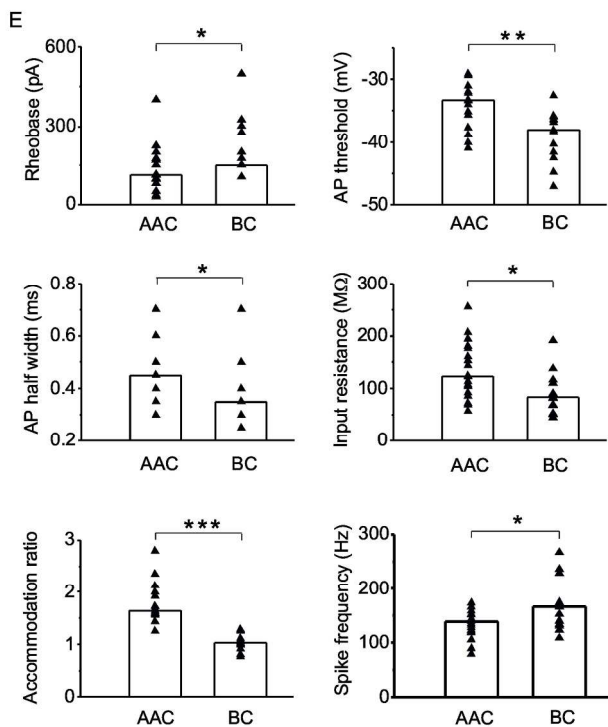 E
Rheobase (pA)
600
300
0
*
AAC
BC
AP threshold (mV)
-30
-40
-50
**
AAC
BC
AP half width (ms)
0.8
0.6
0.4
0.2
*
AAC
BC
Input resistance (MΩ)
300
200
100
0
*
AAC
BC
Accommodation ratio
3
2
1
0
***
AAC
BC
Spike frequency (Hz)
300
200
100
0
*
AAC
BC